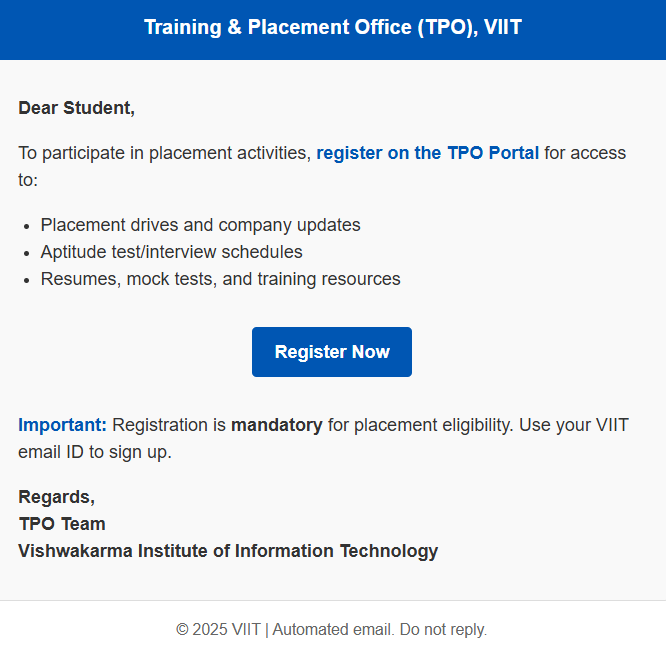 Training & Placement Office (TPO), VIIT
Dear Student,
To participate in placement activities, register on the TPO Portal for access
to:
• Placement drives and company updates
• Aptitude test/interview schedules
• Resumes, mock tests, and training resources
Register Now
Important: Registration is mandatory for placement eligibility. Use your VIIT
email ID to sign up.
Regards,
TPO Team
Vishwakarma Institute of Information Technology
© 2025 VIIT | Automated email. Do not reply.